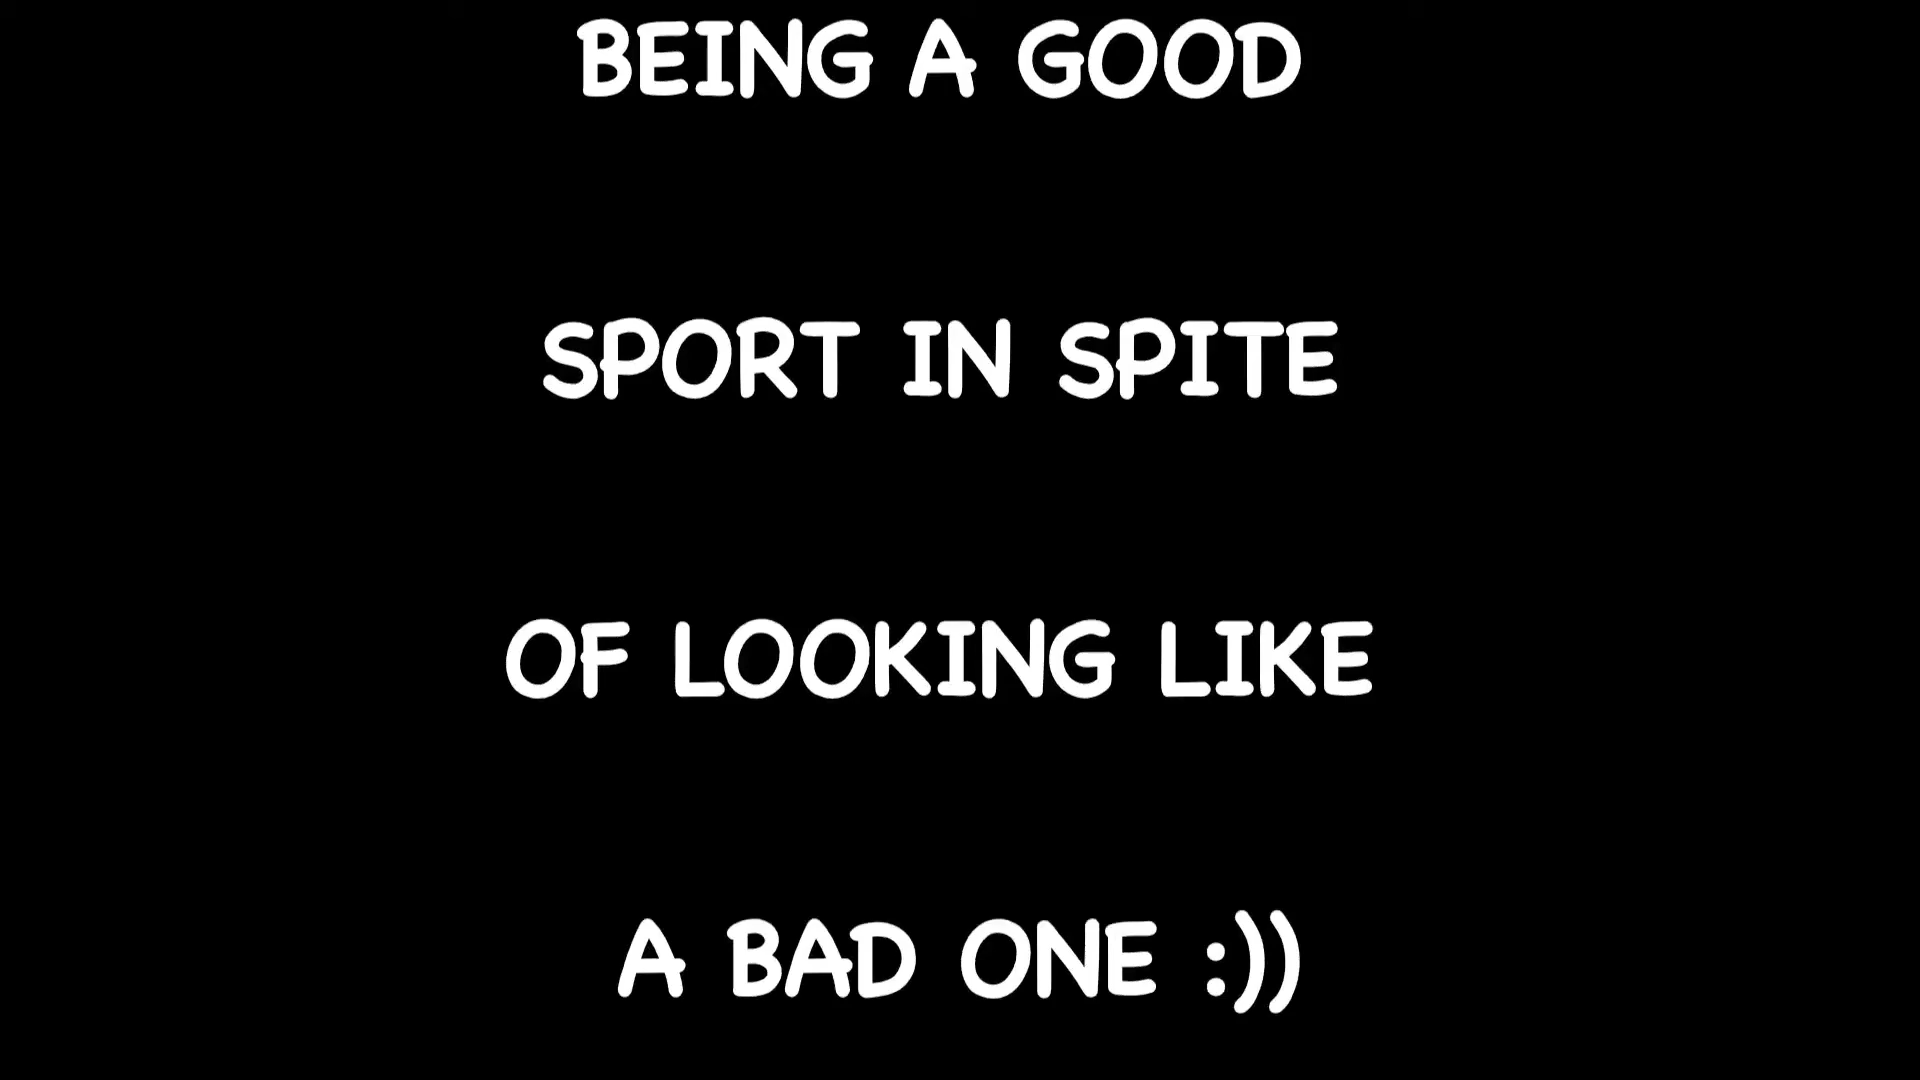 BEING A GOOD
SPORT IN SPITE
OF LOOKING LIKE
A BAD ONE :))